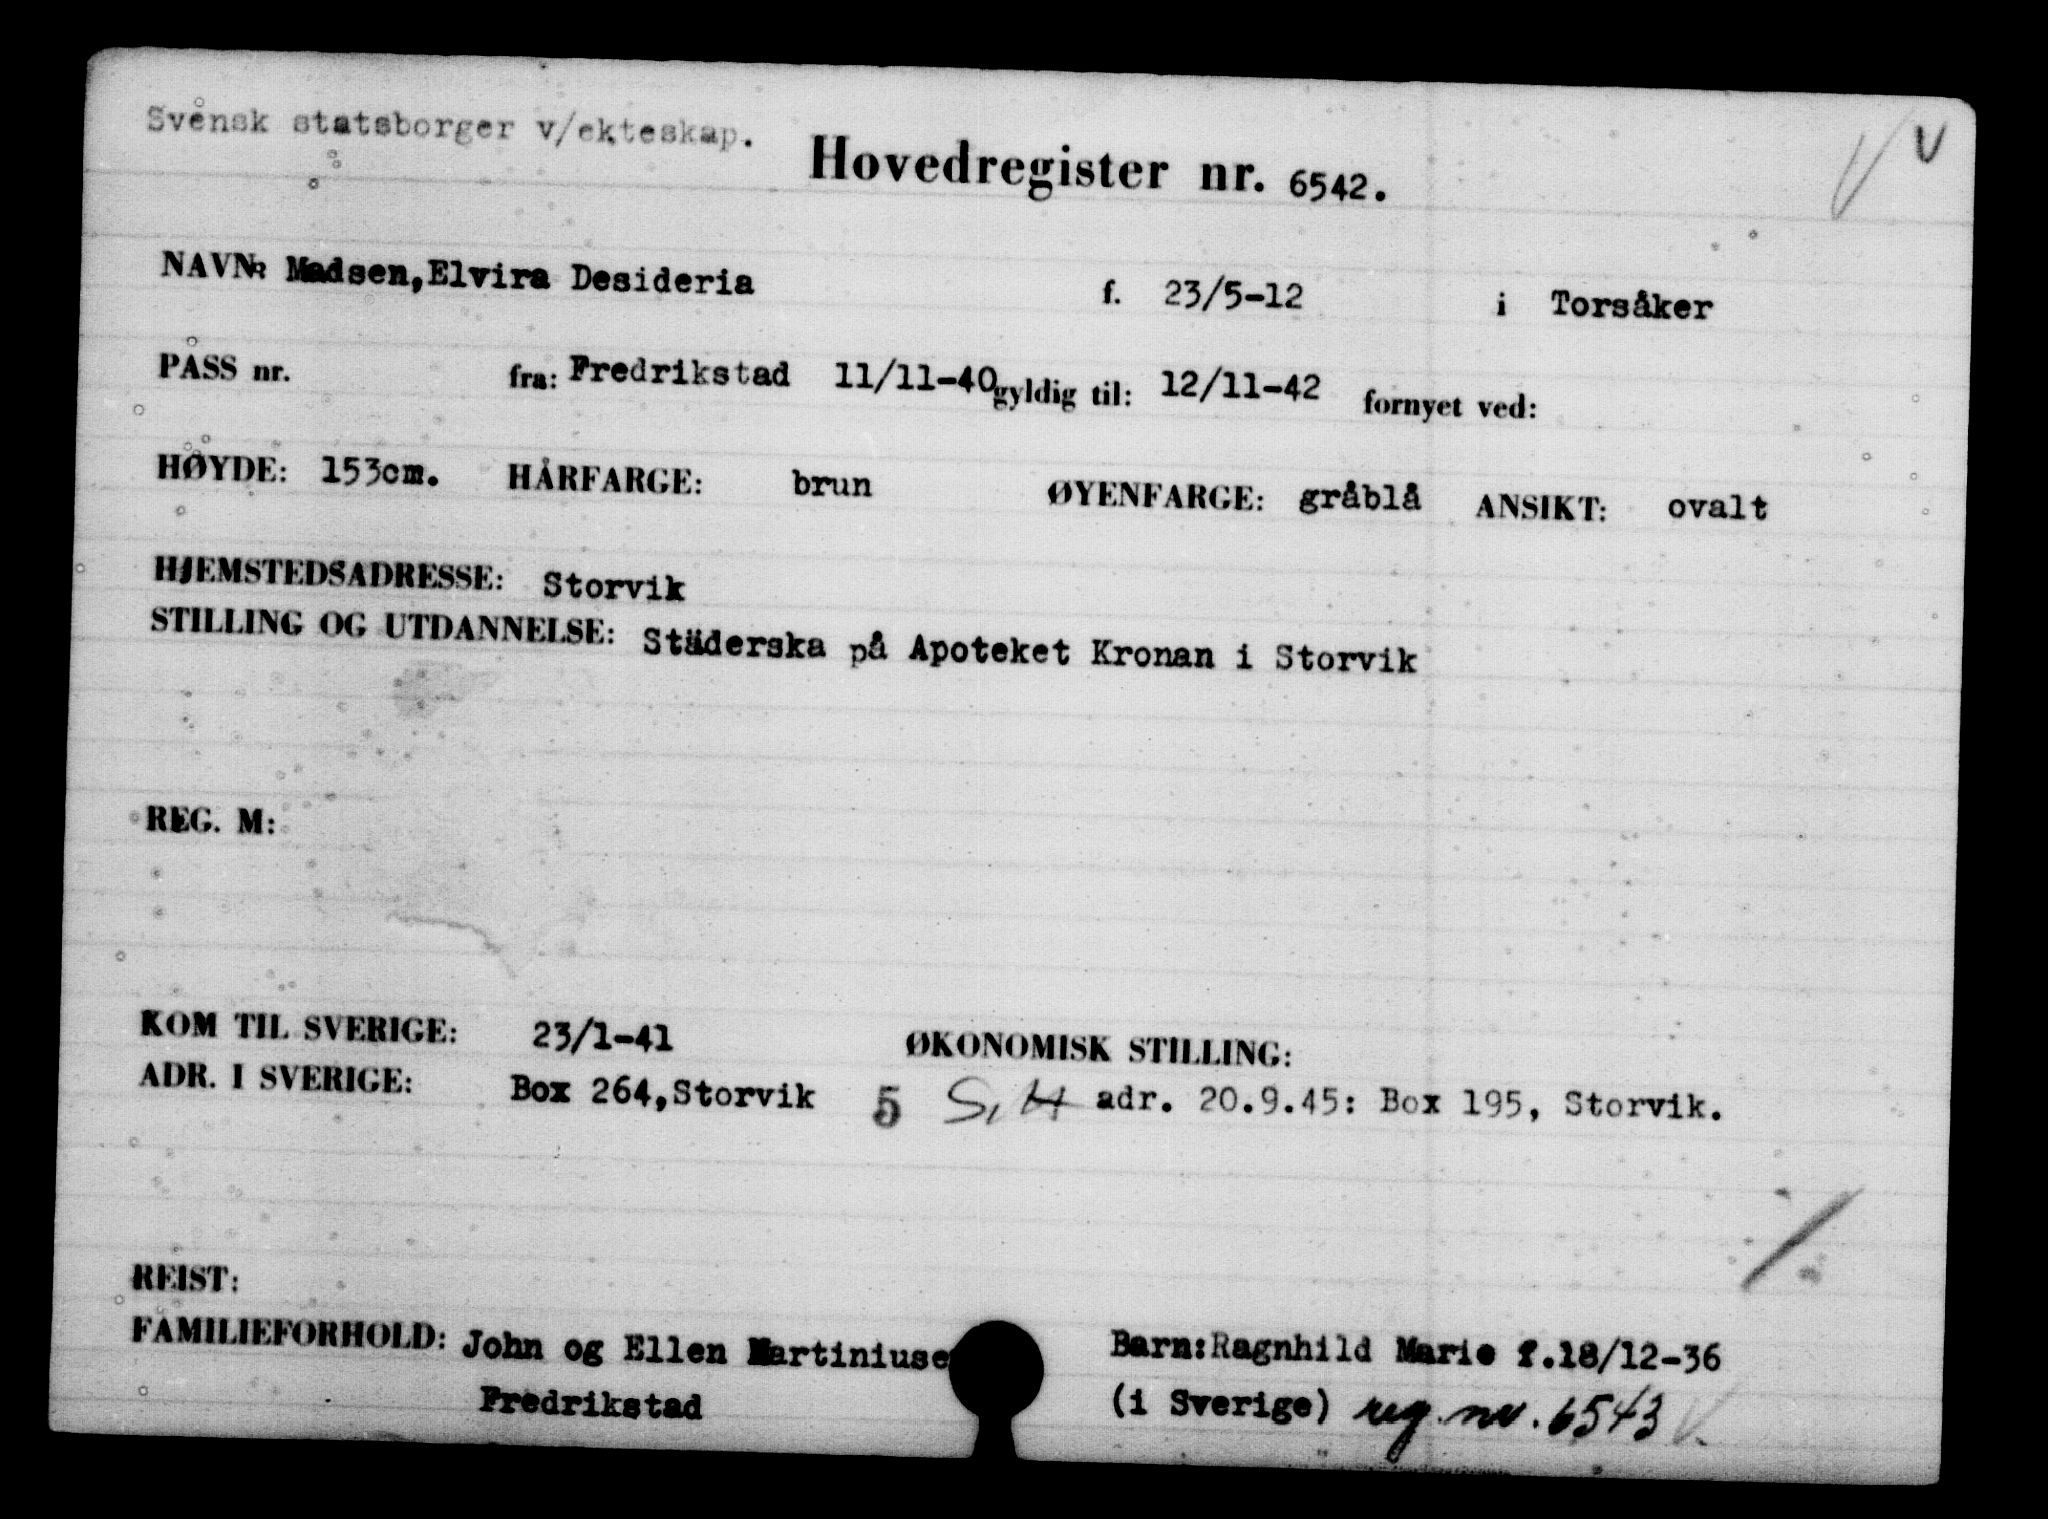 Svensk statsborger v/ekteskap.
Hovedregister nr. 6542.
NAVN: Madsen,Elvira Desideria f. 23/5-12 i Torsåker
PASS nr. fra: Fredrikstad 11/11-40 gyldig til: 12/11-42 fornyet ved:
HØYDE: 153cm. HÅRFARGE: brun ØYENFARGE: gråblå ANSIKT: ovalt
HJEMSTEDSADRESSE: Storvik
STILLING OG UTDANNELSE: Städerska på Apoteket Kronan i Storvik
REG. M:
KOM TIL SVERIGE: 23/1-41 ØKONOMISK STILLING:
ADR. I SVERIGE: Box 264,Storvik 5 S, H adr. 20.9.45: Box 195, Storvik.
REIST:
FAMILIEFORHOLD: John og Ellen Martiniuse Barn:Ragnhild Marie f.18/12-36
Fredrikstad (i Sverige) reg. nr. 6543 V